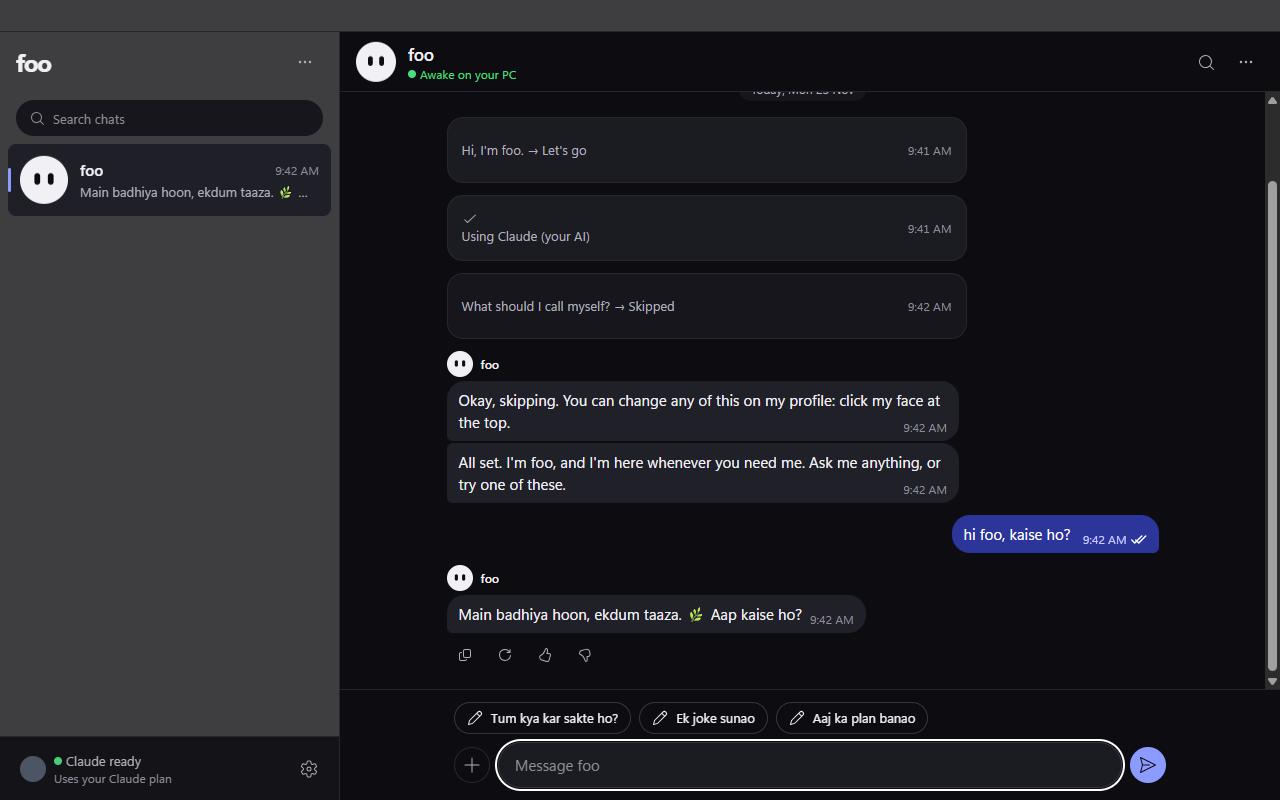 foo
Search chats
foo
9:42 AM
Main badhiya hoon, ekdum taaza. 🌿 ...
Claude ready
Uses your Claude plan
foo
Awake on your PC
Today, Mon 23 Nov
Hi, I'm foo. → Let's go
9:41 AM
Using Claude (your AI)
9:41 AM
What should I call myself? → Skipped
9:42 AM
foo
Okay, skipping. You can change any of this on my profile: click my face at
the top.
9:42 AM
All set. I'm foo, and I'm here whenever you need me. Ask me anything, or
try one of these.
9:42 AM
hi foo, kaise ho?
9:42 AM
foo
Main badhiya hoon, ekdum taaza. 🌿 Aap kaise ho?
9:42 AM
Tum kya kar sakte ho?
Ek joke sunao
Aaj ka plan banao
Message foo